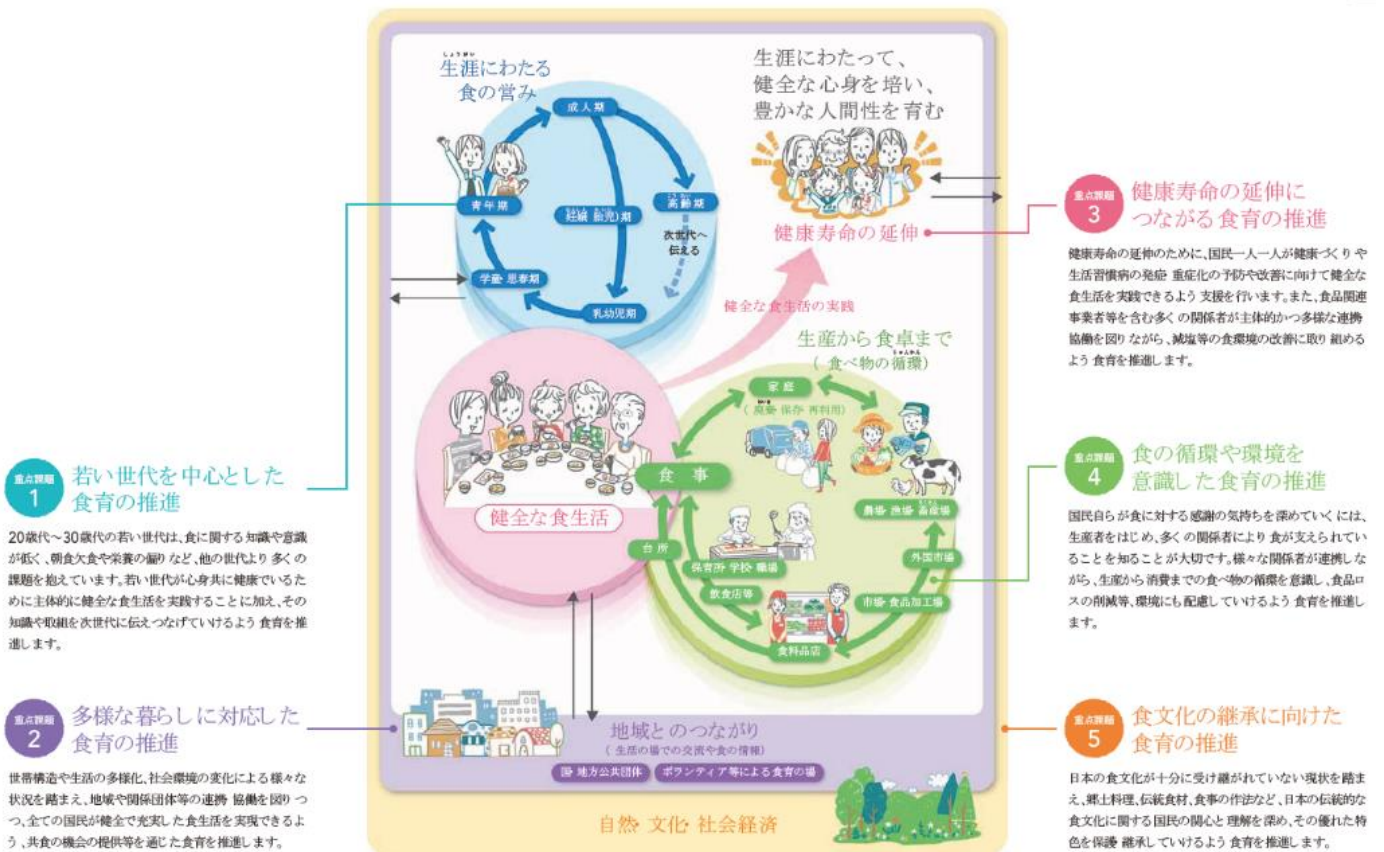 しょうがい
生涯にわたる
食の営み
成人期
青年期
妊娠(胎児)期
こうれい
高齢期
次世代へ
伝える
学童・思春期
乳幼児期
生涯にわたって、
健全な心身を培い、
豊かな人間性を育む
健康寿命の延伸
健全な食生活の実践
健全な食生活
生産から食卓まで
じゅんかん
(食べ物の循環)
家庭
(廃棄・保存・再利用)
食事
台所
保育所・学校・職場
飲食店等
食料品店
市場・食品加工場
外国市場
農場・漁場・畜産場
地域とのつながり
(生活の場での交流や食の情報)
国・地方公共団体
ボランティア等による食育の場
自然・文化・社会経済
重点課題
1
若い世代を中心とした
食育の推進
20歳代〜30歳代の若い世代は、食に関する知識や意識
が低く、朝食欠食や栄養の偏りなど、他の世代より多くの
課題を抱えています。若い世代が心身共に健康でいるた
めに主体的に健全な食生活を実践することに加え、その
知識や取組を次世代に伝えつなげていけるよう食育を推
進します。
重点課題
2
多様な暮らしに対応した
食育の推進
世帯構造や生活の多様化、社会環境の変化による様々な
状況を踏まえ、地域や関係団体等の連携・協働を図りつ
つ、全ての国民が健全で充実した食生活を実現できるよ
う、共食の機会の提供等を通じた食育を推進します。
重点課題
3
健康寿命の延伸に
つながる食育の推進
健康寿命の延伸のために、国民一人一人が健康づくりや
生活習慣病の発症・重症化の予防や改善に向けて健全な
食生活を実践できるよう支援を行います。また、食品関連
事業者等を含む多くの関係者が主体的かつ多様な連携・
協働を図りながら、減塩等の食環境の改善に取り組める
よう食育を推進します。
重点課題
4
食の循環や環境を
意識した食育の推進
国民自らが食に対する感謝の気持ちを深めていくには、
生産者をはじめ、多くの関係者により食が支えられてい
ることを知ることが大切です。様々な関係者が連携しな
がら、生産から消費までの食べ物の循環を意識し、食品ロ
スの削減等、環境にも配慮していけるよう食育を推進し
ます。
重点課題
5
食文化の継承に向けた
食育の推進
日本の食文化が十分に受け継がれていない現状を踏ま
え、郷土料理、伝統食材、食事の作法など、日本の伝統的な
食文化に関する国民の関心と理解を深め、その優れた特
色を保護・継承していけるよう食育を推進します。